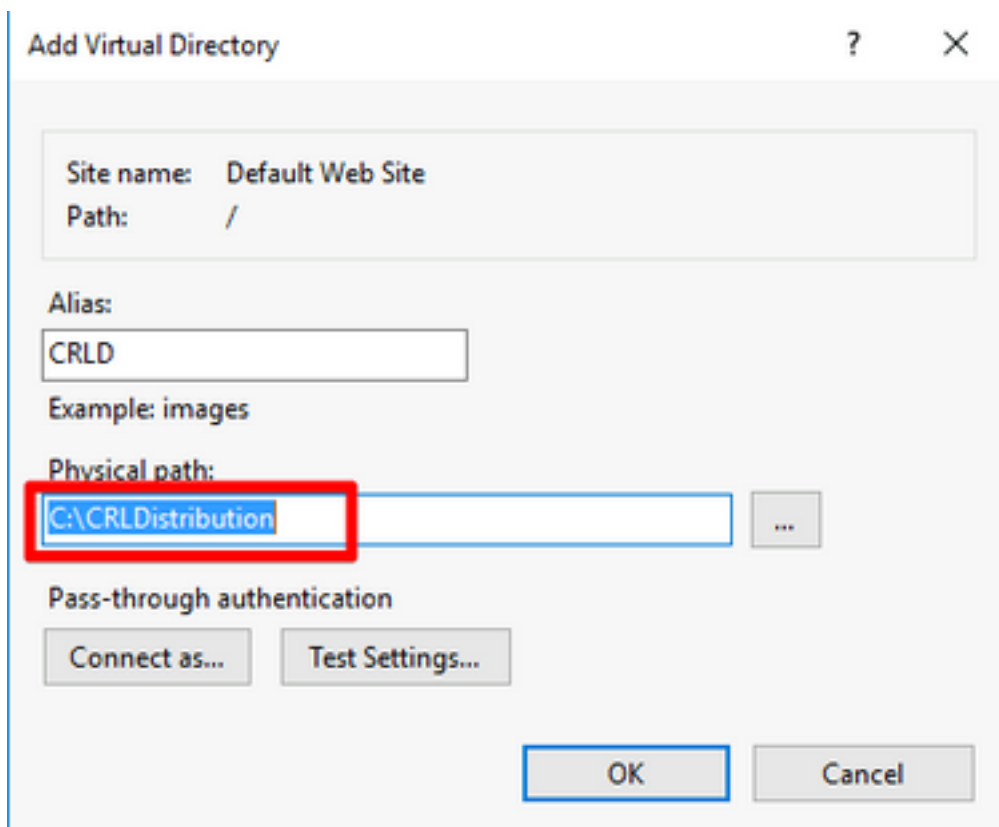 Add Virtual Directory ? ×
Site name: Default Web Site
Path: /
Alias:
CRLD
Example: images
Physical path:
C:\CRLDistribution ...
Pass-through authentication
Connect as... Test Settings...
OK Cancel